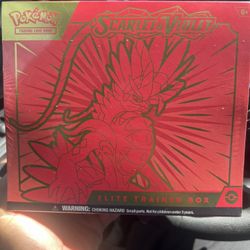 Pokémon
TRADING CARD GAME
SCARLET & VIOLET
6+
ELITE TRAINER BOX
WARNING: CHOKING HAZARD: Small parts. Not for children under 3 years.